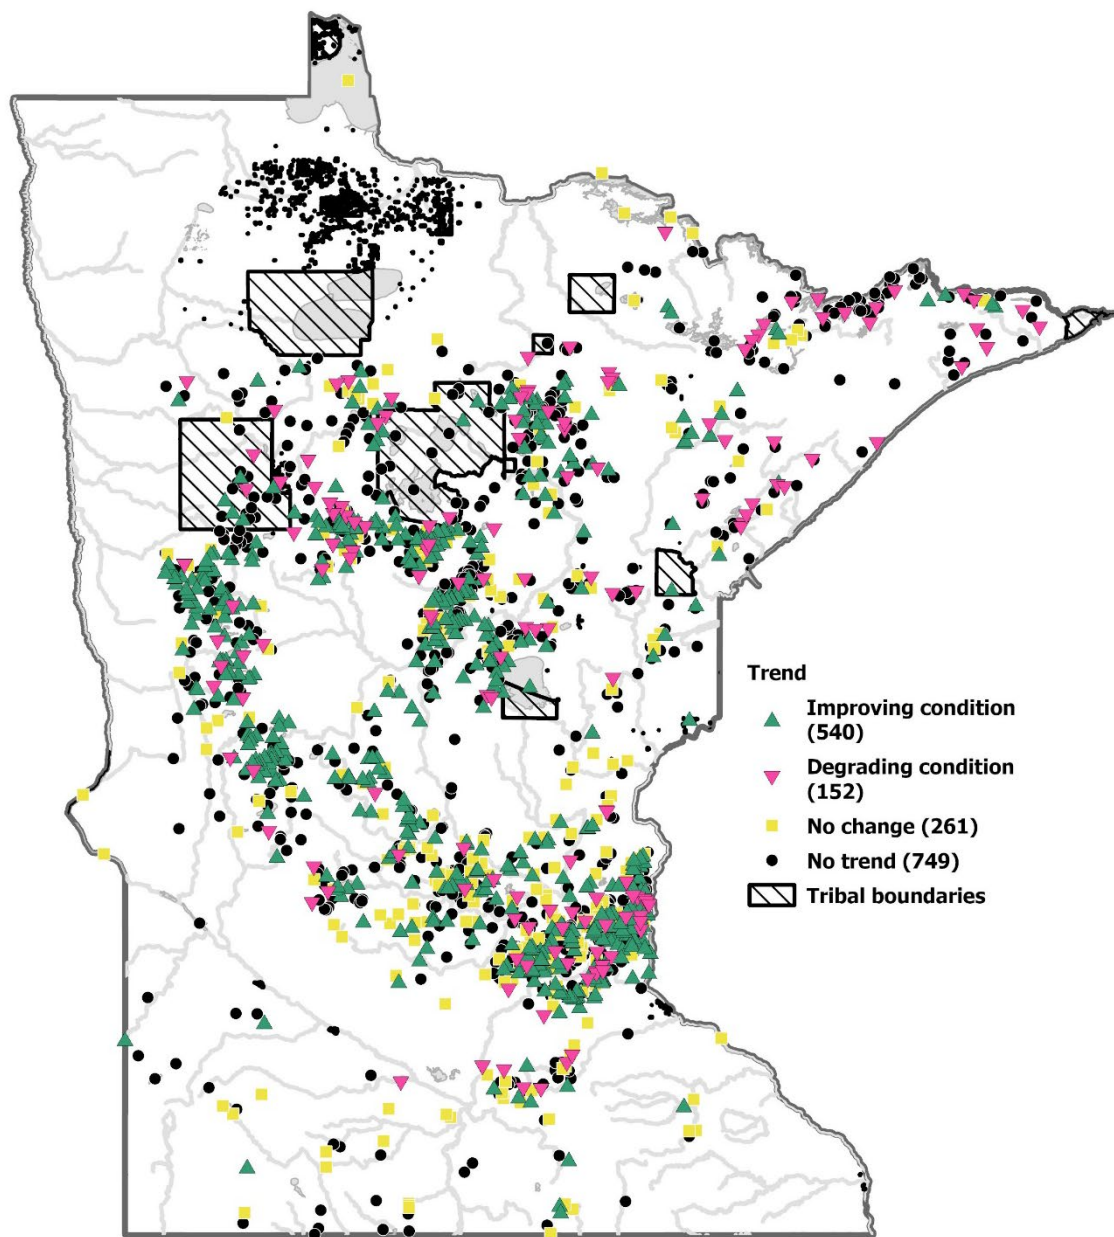 Trend
Improving condition
(540)
Degrading condition
(152)
No change (261)
No trend (749)
Tribal boundaries